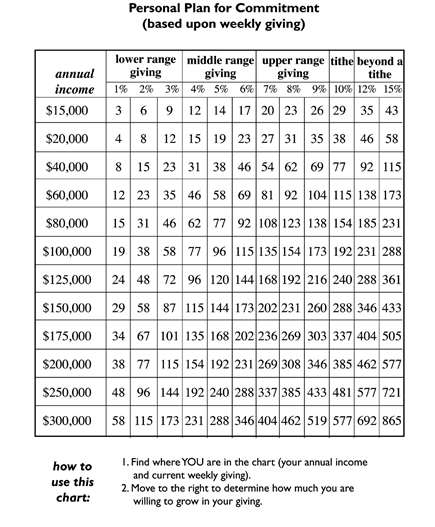 Personal Plan for Commitment
(based upon weekly giving)
annual income lower range giving middle range giving upper range giving tithe beyond a tithe
1% 2% 3% 4% 5% 6% 7% 8% 9% 10% 12% 15%
$15,000 3 6 9 12 14 17 20 23 26 29 35 43
$20,000 4 8 12 15 19 23 27 31 35 38 46 58
$40,000 8 15 23 31 38 46 54 62 69 77 92 115
$60,000 12 23 35 46 58 69 81 92 104 115 138 173
$80,000 15 31 46 62 77 92 108 123 138 154 185 231
$100,000 19 38 58 77 96 115 135 154 173 192 231 288
$125,000 24 48 72 96 120 144 168 192 216 240 288 361
$150,000 29 58 87 115 144 173 202 231 260 288 346 433
$175,000 34 67 101 135 168 202 236 269 303 337 404 505
$200,000 38 77 115 154 192 231 269 308 346 385 462 577
$250,000 48 96 144 192 240 288 337 385 433 481 577 721
$300,000 58 115 173 231 288 346 404 462 519 577 692 865
how to
use this
chart:
1. Find where YOU are in the chart (your annual income
and current weekly giving).
2. Move to the right to determine how much you are
willing to grow in your giving.